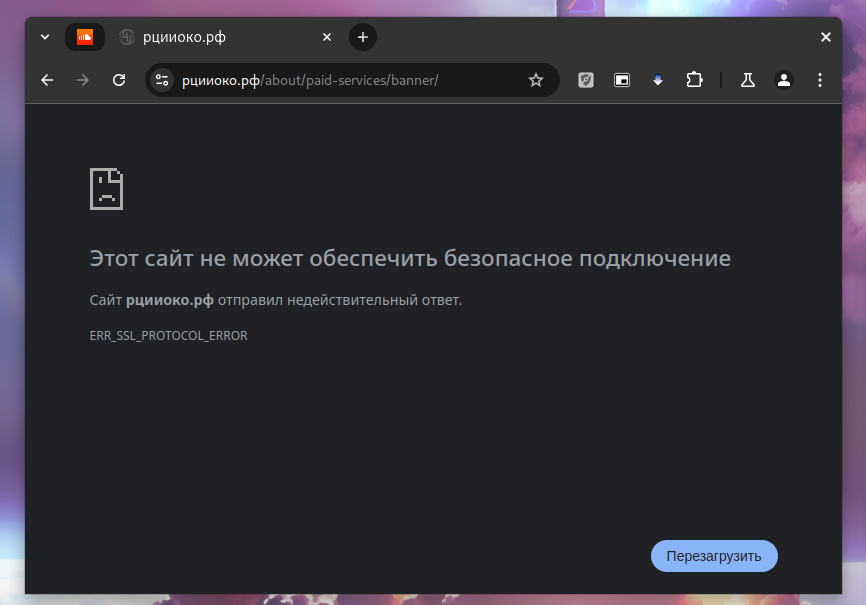 рцииоко.рф
рцииоко.рф/about/paid-services/banner/
Этот сайт не может обеспечить безопасное подключение
Сайт рцииоко.рф отправил недействительный ответ.
ERR_SSL_PROTOCOL_ERROR
Перезагрузить